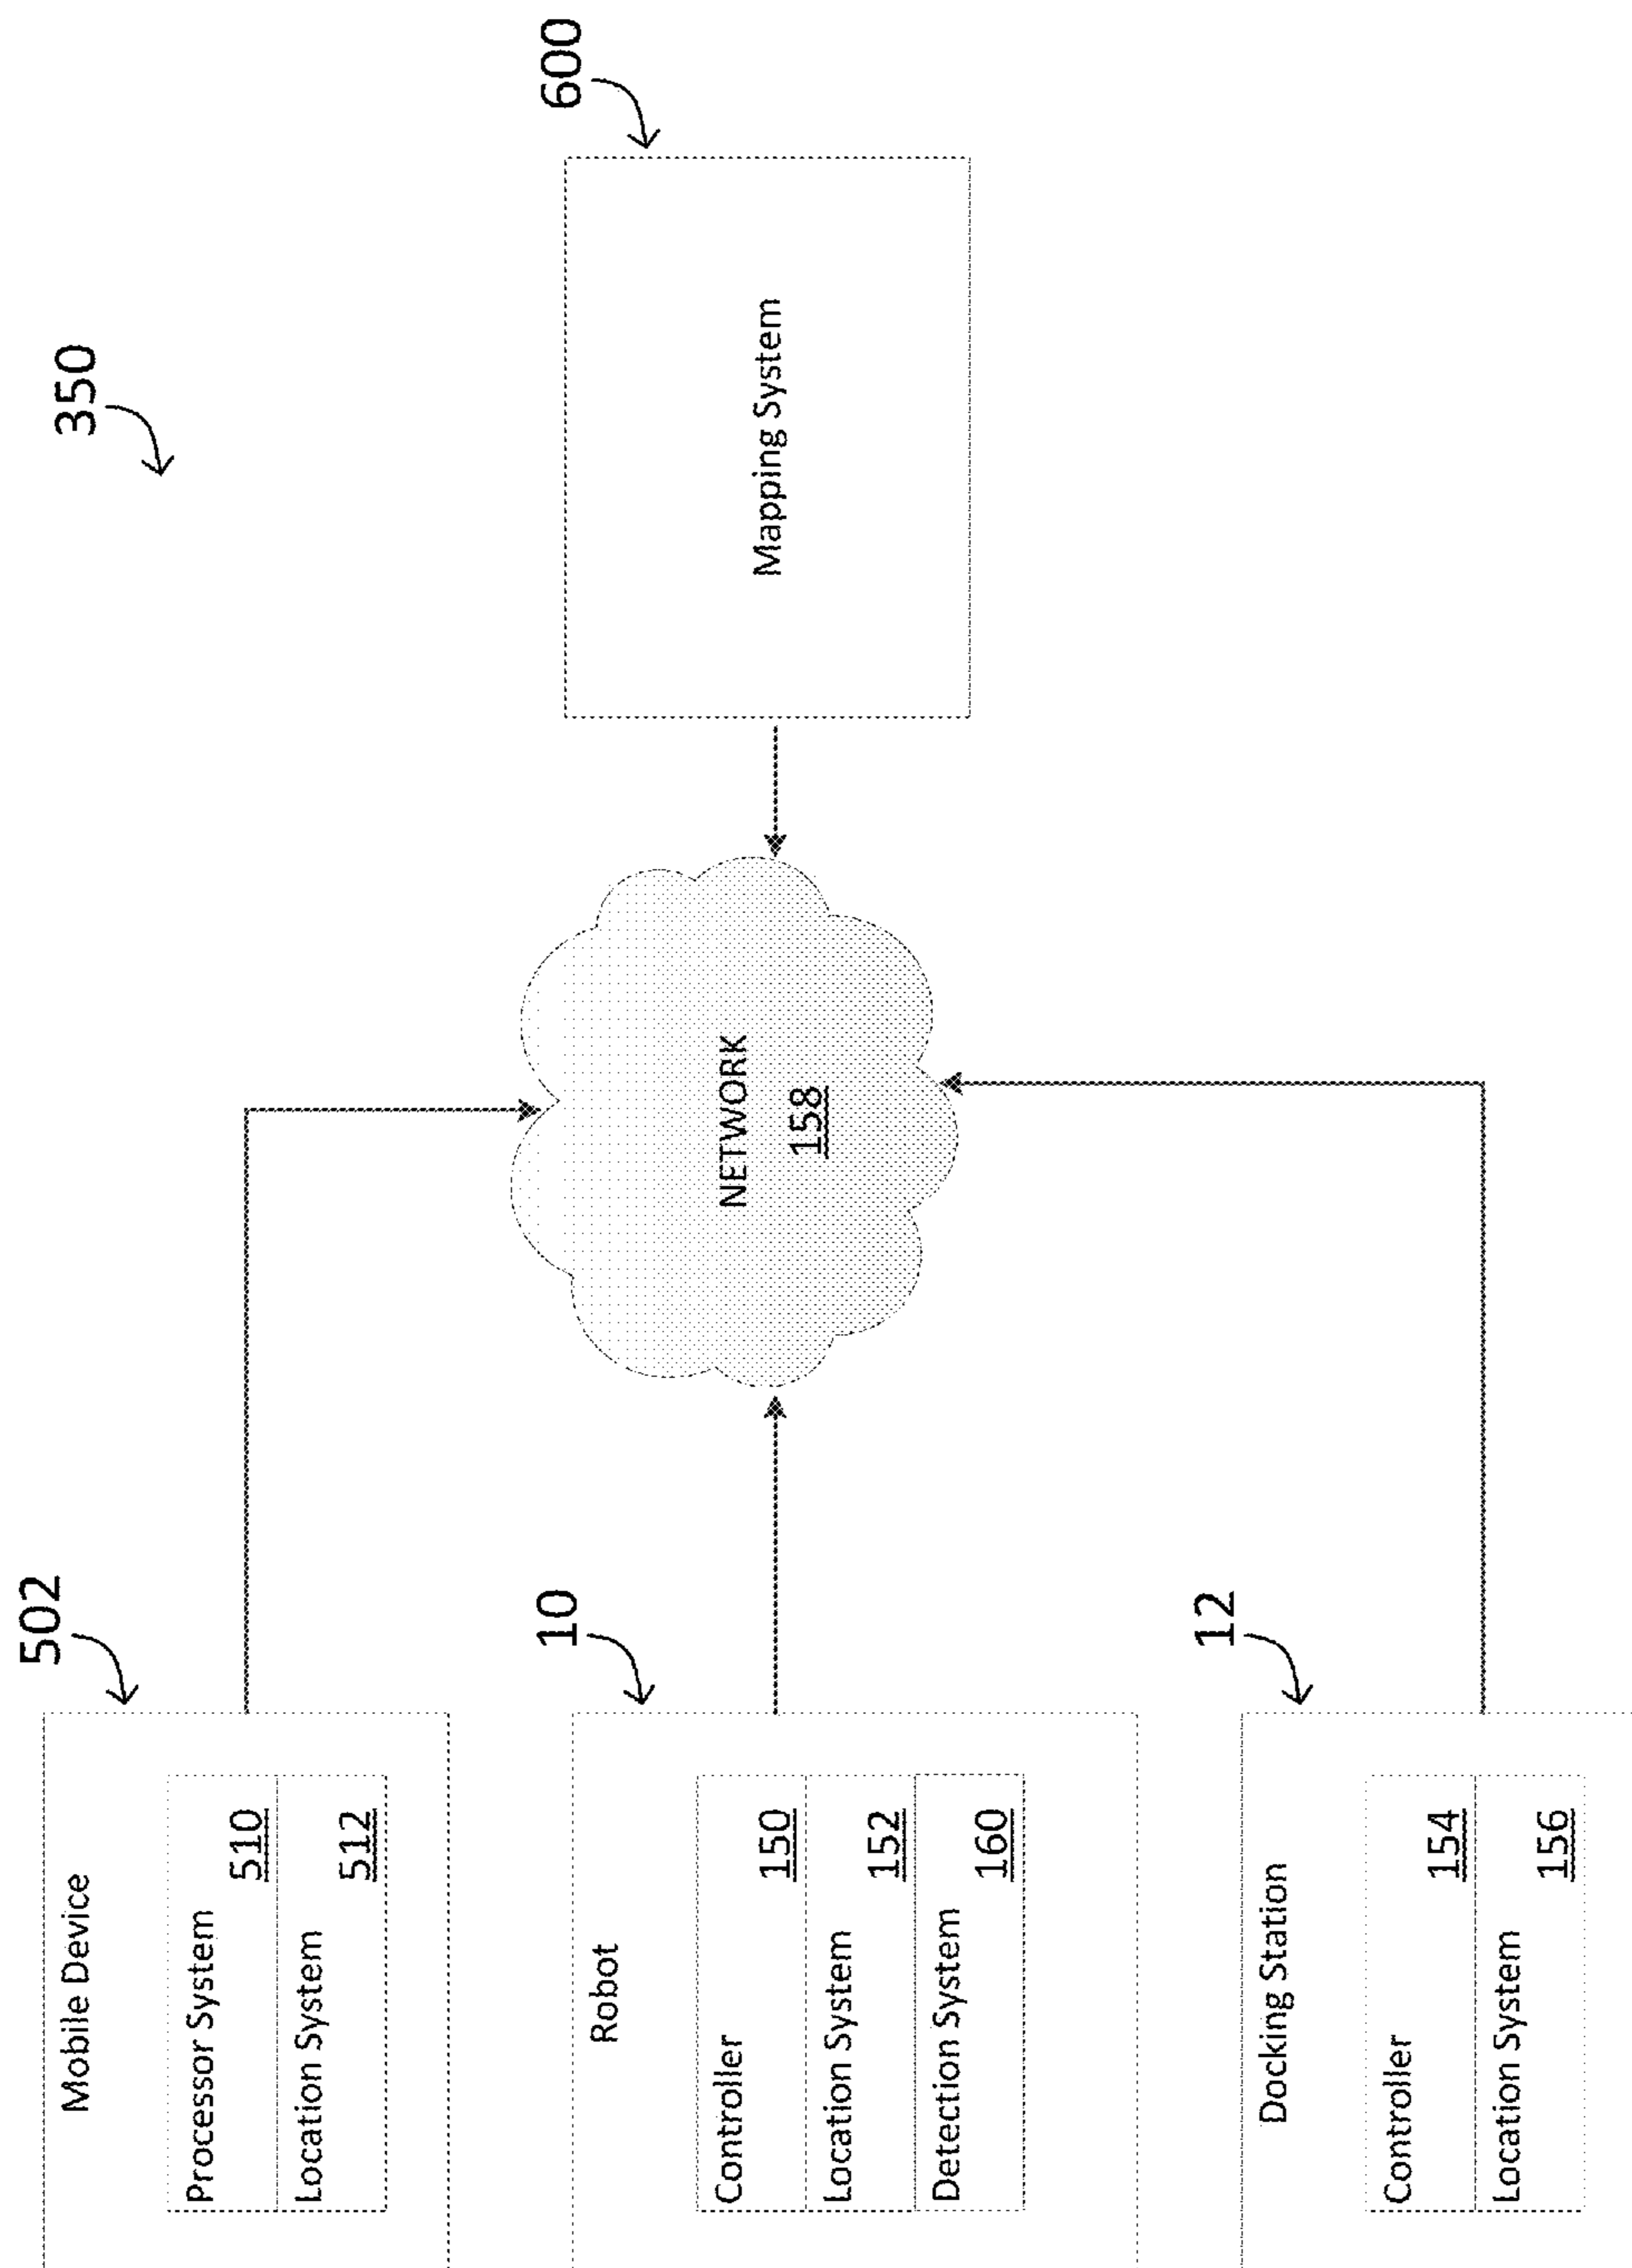 350
502
Mobile Device
Processor System
510
Location System
512
10
Robot
Controller
150
Location System
152
Detection System
160
12
Docking Station
Controller
154
Location System
156
NETWORK
158
600
Mapping System